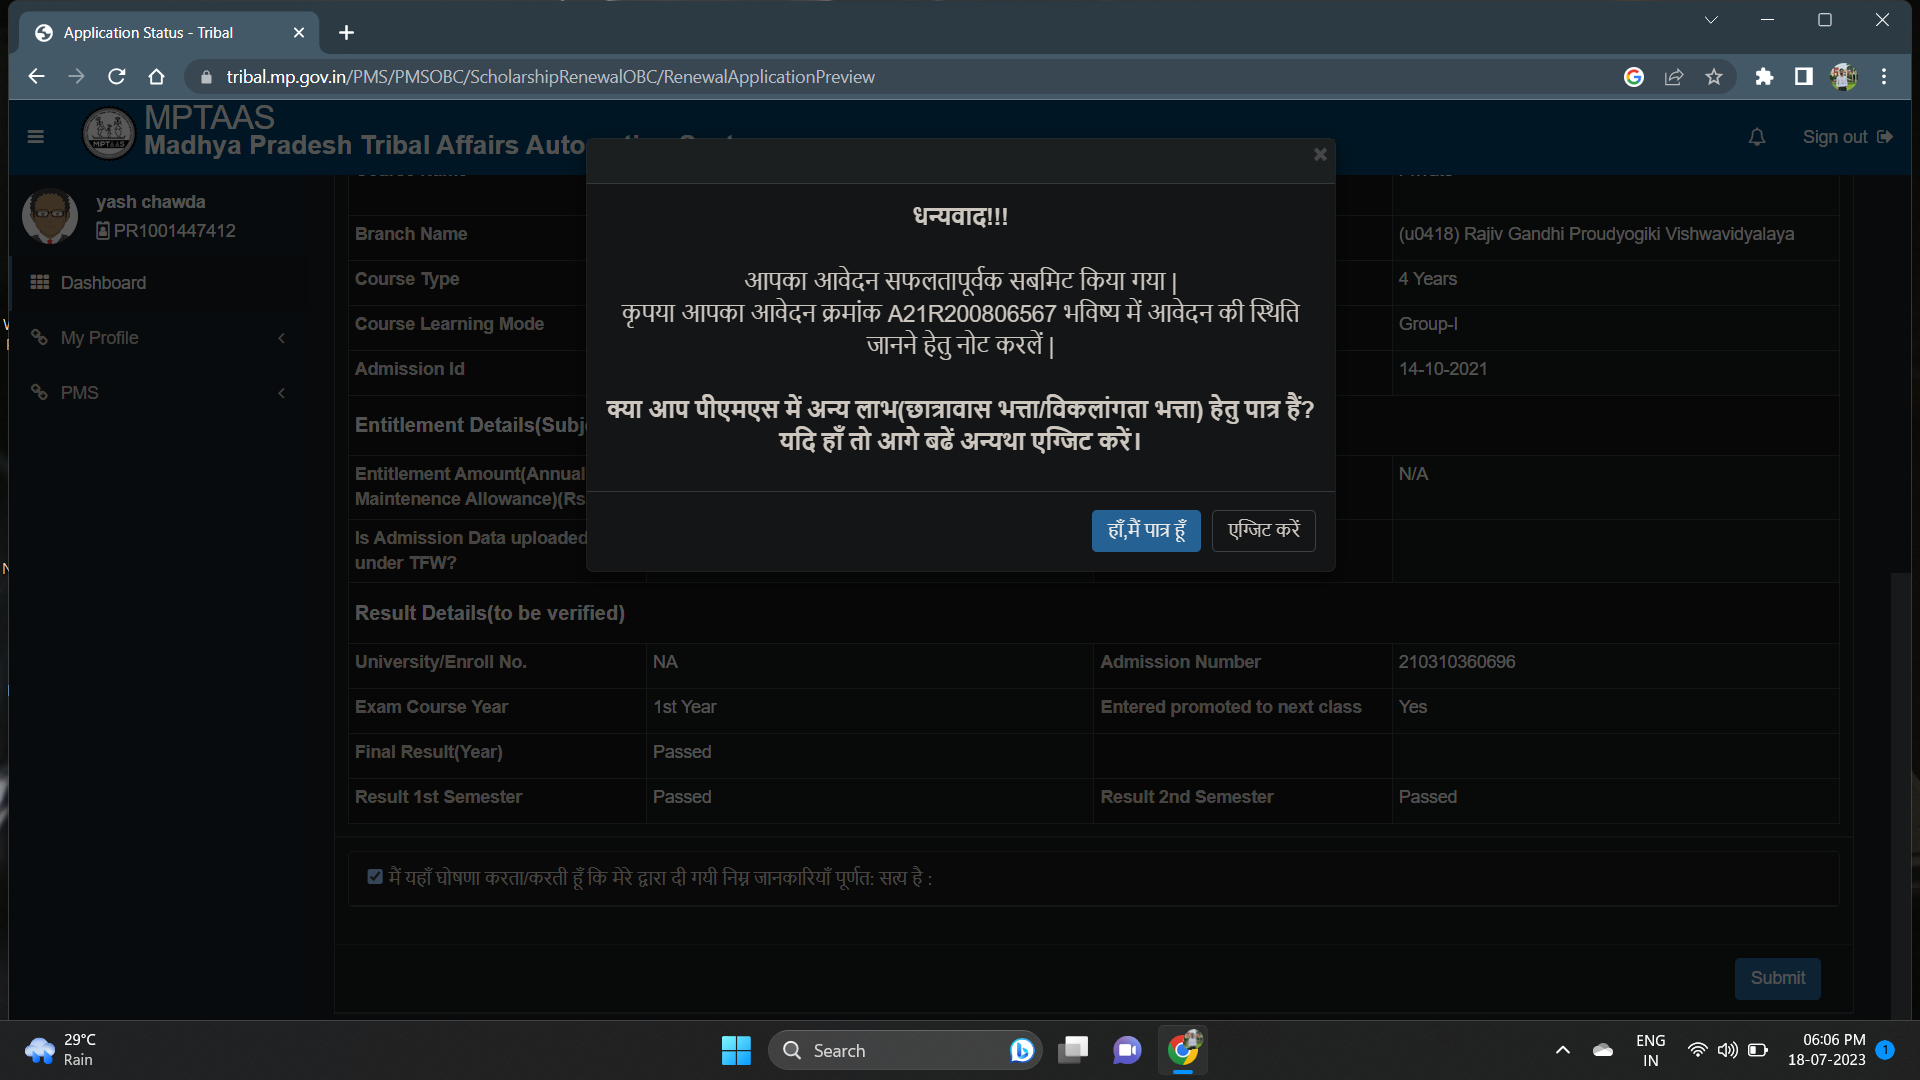 Application Status - Tribal
tribal.mp.gov.in/PMS/PMSOBC/ScholarshipRenewalOBC/RenewalApplicationPreview
MPTAAS
Madhya Pradesh Tribal Affairs
Sign out
yash chawda
PR1001447412
Dashboard
My Profile
PMS
धन्यवाद!!!
आपका आवेदन सफलतापूर्वक सबमिट किया गया |
कृपया आपका आवेदन क्रमांक A21R200806567 भविष्य में आवेदन की स्थिति
जानने हेतु नोट करलें |
क्या आप पीएमएस में अन्य लाभ(छात्रावास भत्ता/विकलांगता भत्ता) हेतु पात्र हैं?
यदि हाँ तो आगे बढें अन्यथा एग्जिट करें।
हाँ,मैं पात्र हूँ
एग्जिट करें
Branch Name
(u0418) Rajiv Gandhi Proudyogiki Vishwavidyalaya
Course Type
4 Years
Course Learning Mode
Group-I
Admission Id
14-10-2021
Entitlement Details
Entitlement Amount(Annual
N/A
Maintenence Allowance)(Rs
Is Admission Data uploaded
under TFW?
Result Details(to be verified)
University/Enroll No. NA Admission Number 210310360696
Exam Course Year 1st Year Entered promoted to next class Yes
Final Result(Year) Passed
Result 1st Semester Passed Result 2nd Semester Passed
मैं यहाँ घोषणा करता/करती हूँ कि मेरे द्वारा दी गयी निम्न जानकारियाँ पूर्णत: सत्य है :
Submit
29°C
Rain
Search
ENG
IN
06:06 PM
18-07-2023
1